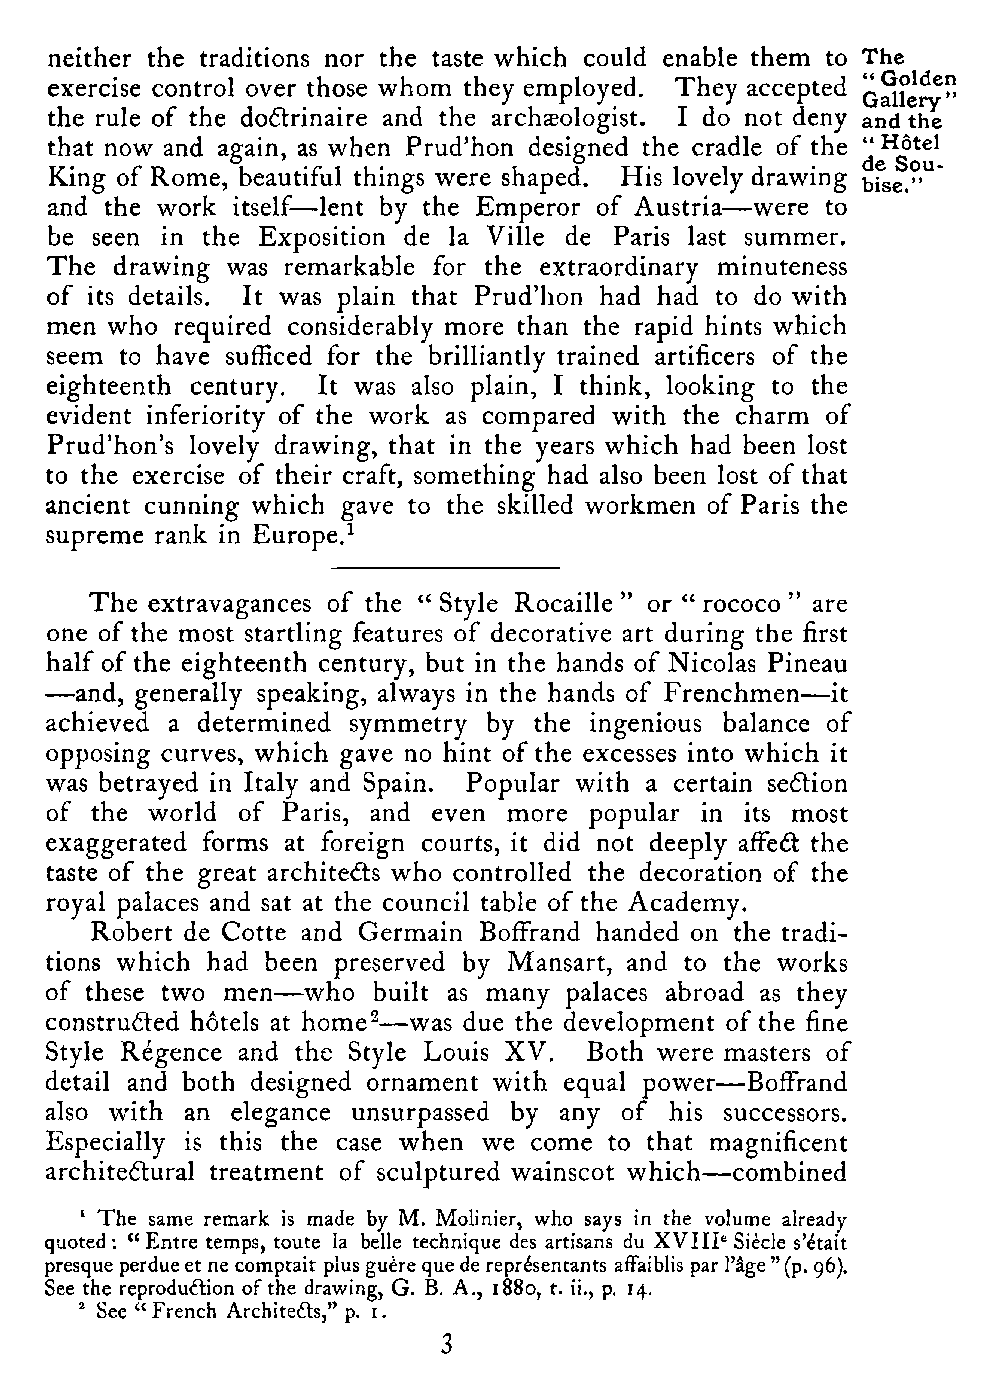 neither the traditions nor the taste which could enable them to
exercise control over those whom they employed. They accepted
the rule of the doctrinaire and the archæologist. I do not deny
that now and again, as when Prud'hon designed the cradle of the
King of Rome, beautiful things were shaped. His lovely drawing
and the work itself—lent by the Emperor of Austria—were to
be seen in the Exposition de la Ville de Paris last summer.
The drawing was remarkable for the extraordinary minuteness
of its details. It was plain that Prud'hon had had to do with
men who required considerably more than the rapid hints which
seem to have sufficed for the brilliantly trained artificers of the
eighteenth century. It was also plain, I think, looking to the
evident inferiority of the work as compared with the charm of
Prud'hon's lovely drawing, that in the years which had been lost
to the exercise of their craft, something had also been lost of that
ancient cunning which gave to the skilled workmen of Paris the
supreme rank in Europe.¹
The
“Golden
Gallery”
and the
“Hôtel
de Sou-
bise.”
The extravagances of the “Style Rocaille” or “rococo” are
one of the most startling features of decorative art during the first
half of the eighteenth century, but in the hands of Nicolas Pineau
—and, generally speaking, always in the hands of Frenchmen—it
achieved a determined symmetry by the ingenious balance of
opposing curves, which gave no hint of the excesses into which it
was betrayed in Italy and Spain. Popular with a certain section
of the world of Paris, and even more popular in its most
exaggerated forms at foreign courts, it did not deeply affect the
taste of the great architects who controlled the decoration of the
royal palaces and sat at the council table of the Academy.
Robert de Cotte and Germain Boffrand handed on the tradi-
tions which had been preserved by Mansart, and to the works
of these two men—who built as many palaces abroad as they
constructed hôtels at home²—was due the development of the fine
Style Régence and the Style Louis XV. Both were masters of
detail and both designed ornament with equal power—Boffrand
also with an elegance unsurpassed by any of his successors.
Especially is this the case when we come to that magnificent
architectural treatment of sculptured wainscot which—combined
¹ The same remark is made by M. Molinier, who says in the volume already
quoted: “Entre temps, toute la belle technique des artisans du XVIIIᵉ Siècle s'était
presque perdue et ne comptait plus guère que de représentants affaiblis par l'âge” (p. 96).
See the reproduction of the drawing, G. B. A., 1880, t. ii., p. 14.
² See “French Architects,” p. 1.
3